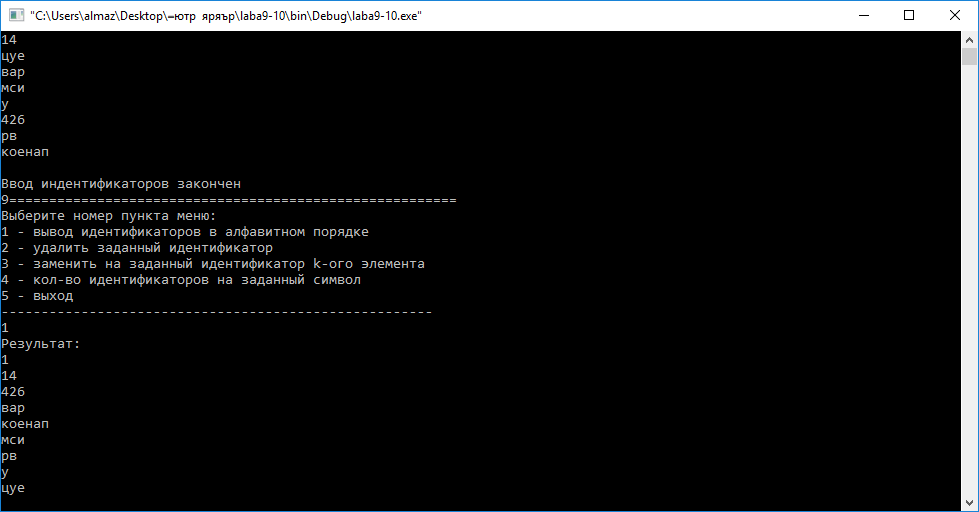 "C:\Users\almaz\Desktop\=ютр яряър\laba9-10\bin\Debug\laba9-10.exe"
14
цуе
вар
мси
у
426
рв
коенап
Ввод индентификаторов закончен
9========================================================
Выберите номер пункта меню:
1 - вывод идентификаторов в алфавитном порядке
2 - удалить заданный идентификатор
3 - заменить на заданный идентификатор k-ого элемента
4 - кол-во идентификаторов на заданный символ
5 - выход
------------------------------------------------------
1
Результат:
1
14
426
вар
коенап
мси
рв
у
цуе